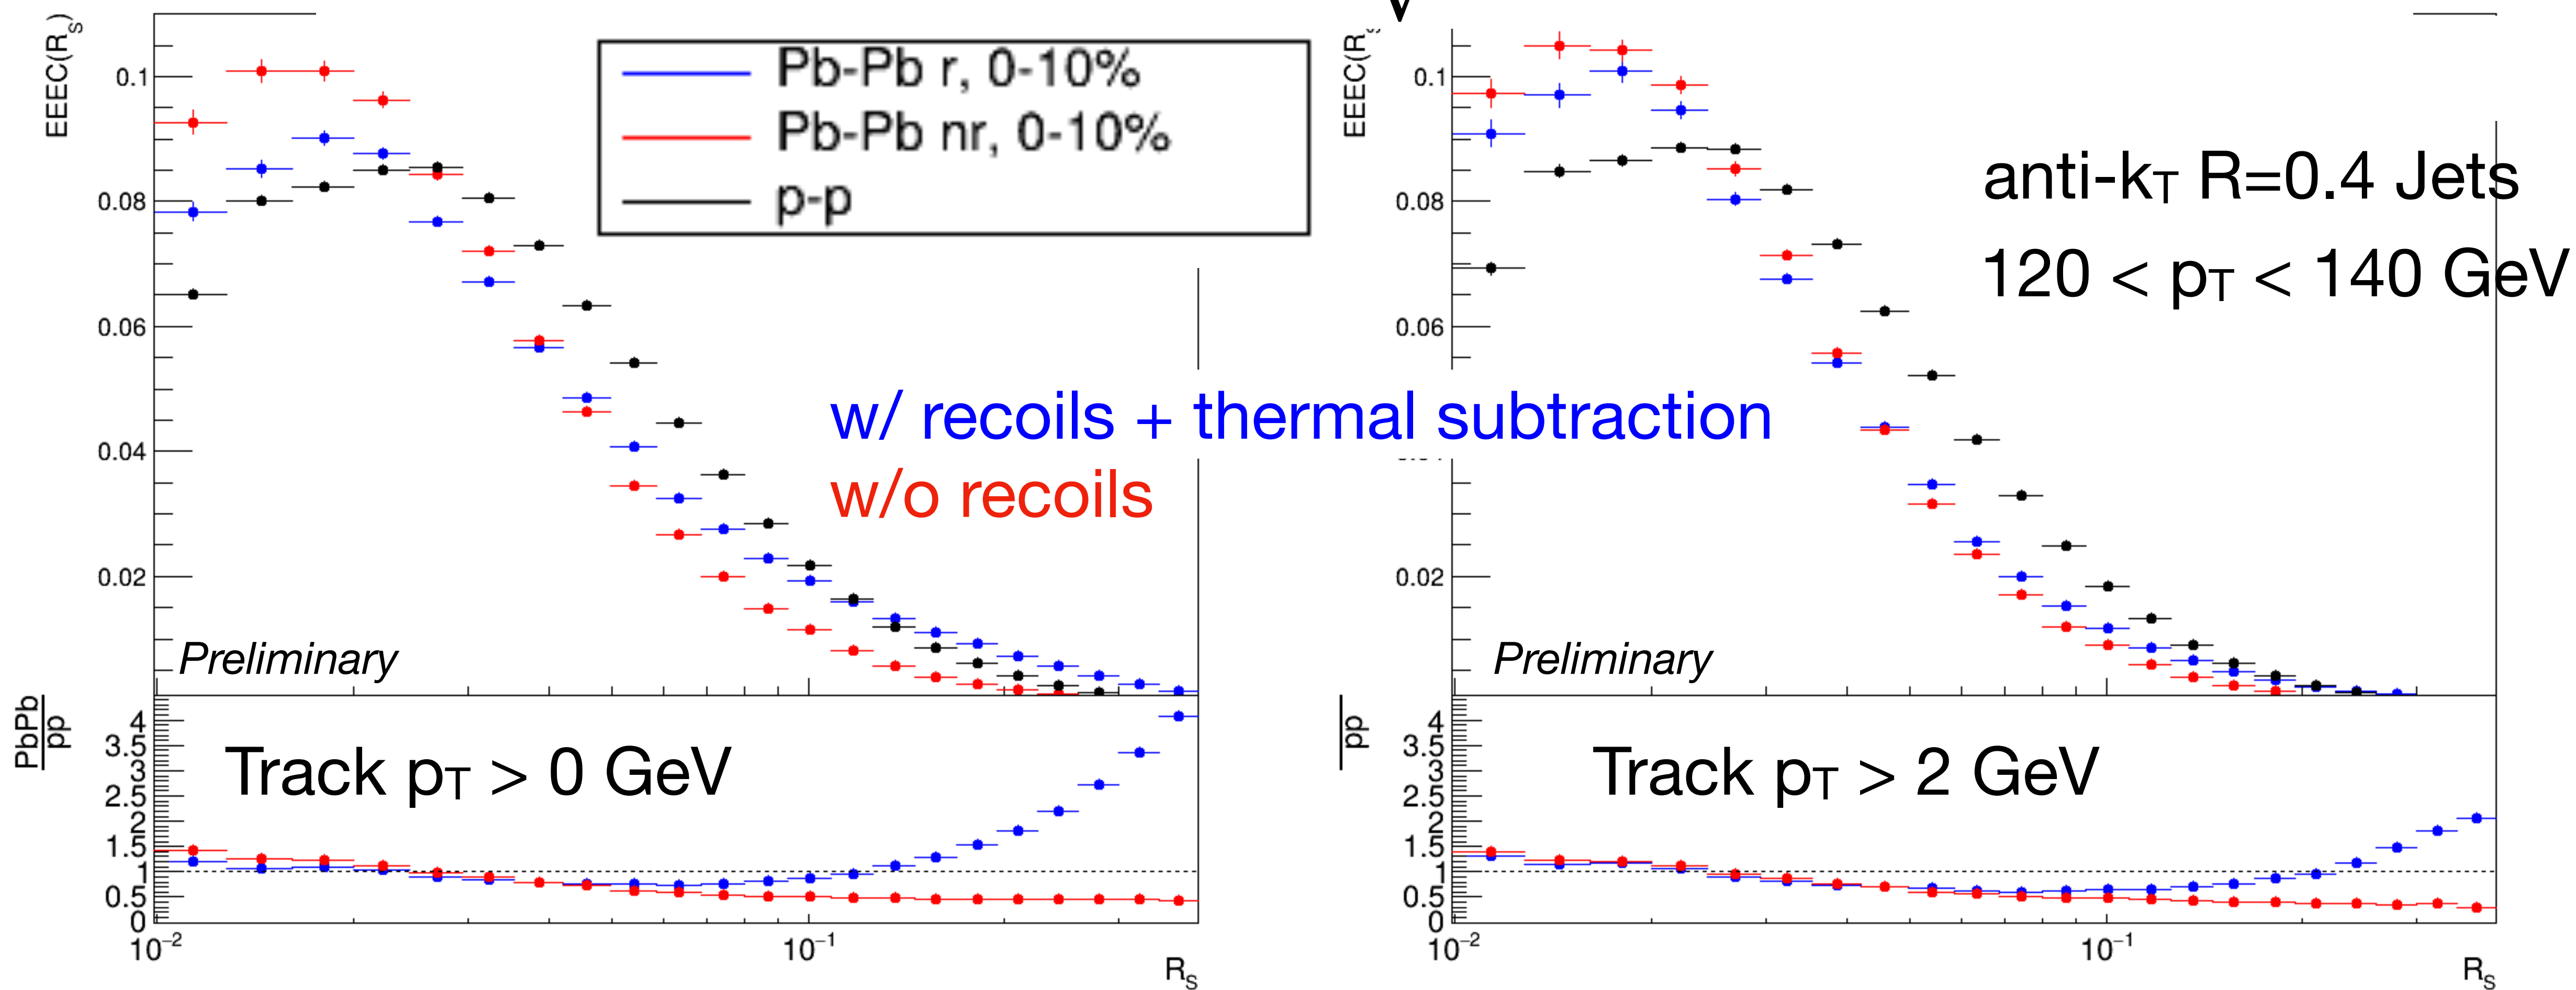 EEEC(R_S)
0.1
0.08
0.06
0.04
0.02
Pb-Pb r, 0-10%
Pb-Pb nr, 0-10%
p-p
w/ recoils + thermal subtraction
w/o recoils
Preliminary
PbPb
pp
4
3.5
3
2.5
2
1.5
1
0.5
0
Track p_T > 0 GeV
10⁻²
10⁻¹
R_S
EEEC(R_S
0.1
0.08
0.06
0.02
anti-k_T R=0.4 Jets
120 < p_T < 140 GeV
Preliminary
pp
4
3.5
3
2.5
2
1.5
1
0.5
0
Track p_T > 2 GeV
10⁻²
10⁻¹
R_S